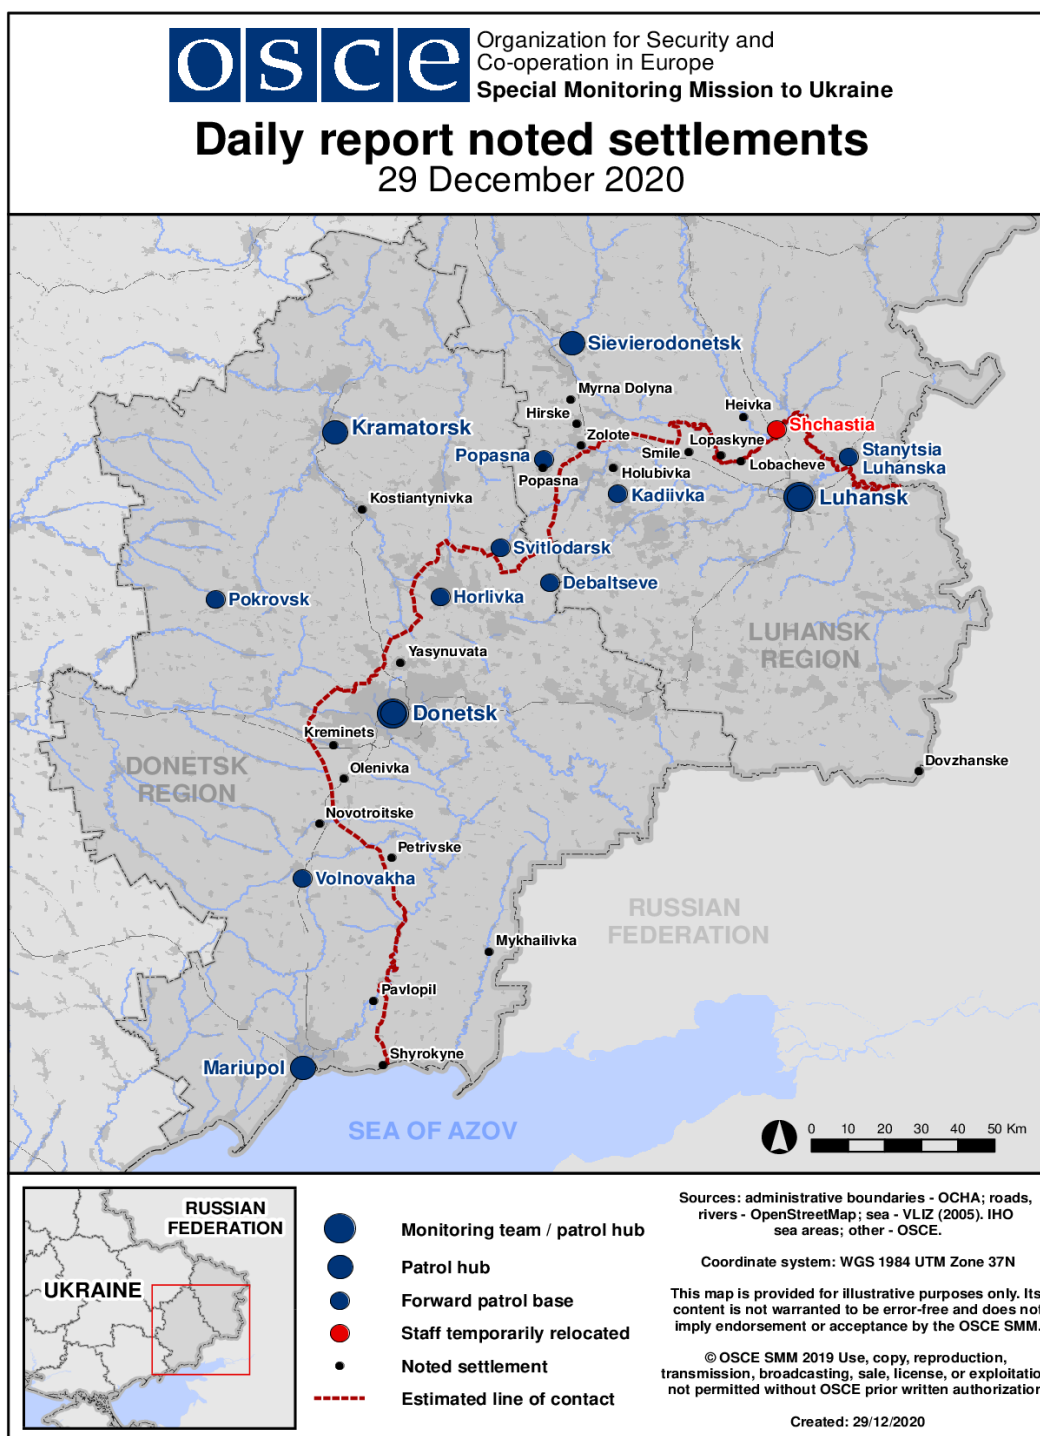 osce
Organization for Security and
Co-operation in Europe
Special Monitoring Mission to Ukraine
Daily report noted settlements
29 December 2020
Sievierodonetsk
Myrna Dolyna
Heivka
Hirske
Shchastia
Kramatorsk
Zolote
Lopaskyne
Stanytsia
Luhanska
Popasna
Smile
Lobacheve
Popasna
Holubivka
Kostiantynivka
Kadiivka
Luhansk
Svitlodarsk
Debaltseve
Pokrovsk
Horlivka
LUHANSK
REGION
Yasynuvata
Donetsk
Kreminets
DONETSK
REGION
Olenivka
Dovzhanske
Novotroitske
Petrivske
Volnovakha
RUSSIAN
FEDERATION
Mykhailivka
Pavlopil
Shyrokyne
Mariupol
SEA OF AZOV
0 10 20 30 40 50 Km
RUSSIAN
FEDERATION
UKRAINE
Monitoring team / patrol hub
Patrol hub
Forward patrol base
Staff temporarily relocated
Noted settlement
Estimated line of contact
Sources: administrative boundaries - OCHA; roads,
rivers - OpenStreetMap; sea - VLIZ (2005). IHO
sea areas; other - OSCE.
Coordinate system: WGS 1984 UTM Zone 37N
This map is provided for illustrative purposes only. Its
content is not warranted to be error-free and does not
imply endorsement or acceptance by the OSCE SMM.
© OSCE SMM 2019 Use, copy, reproduction,
transmission, broadcasting, sale, license, or exploitatio
not permitted without OSCE prior written authorization
Created: 29/12/2020